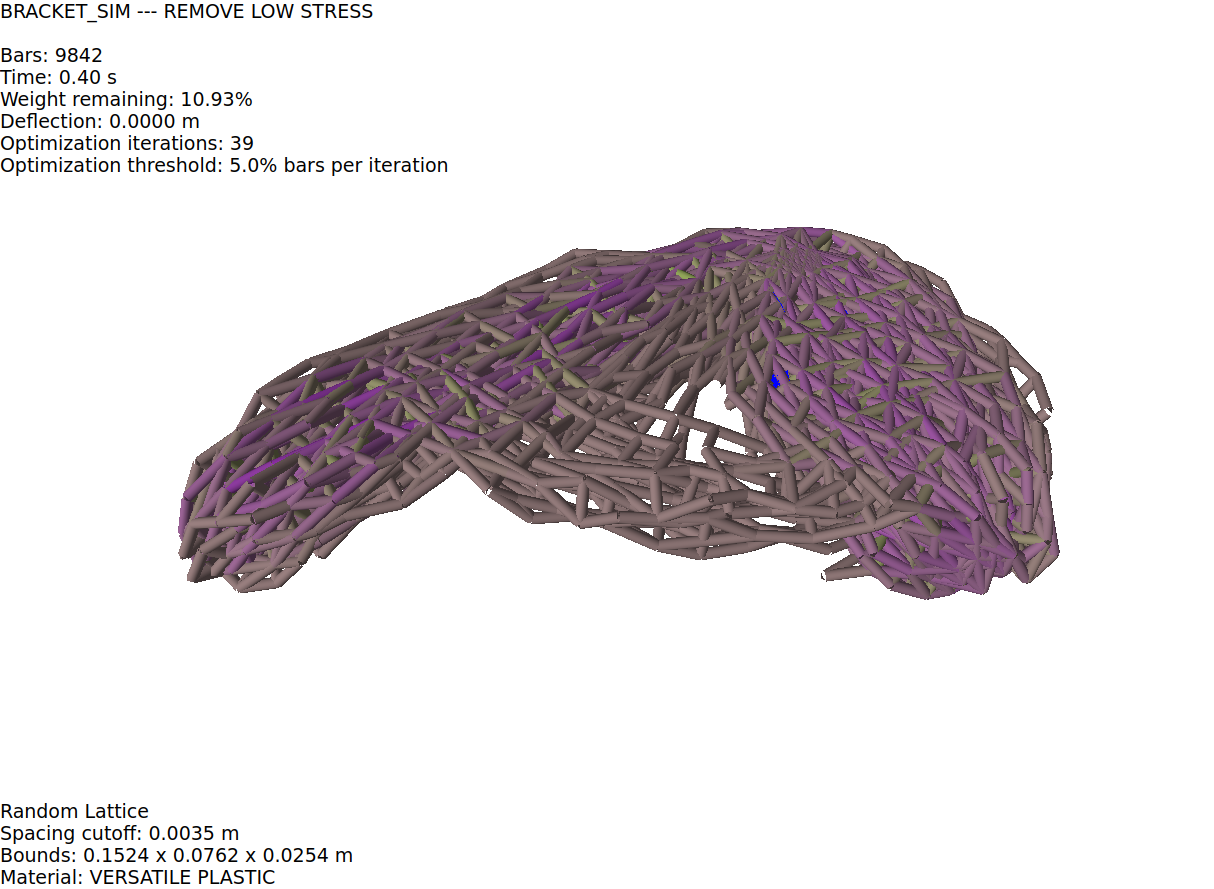 BRACKET_SIM --- REMOVE LOW STRESS
Bars: 9842
Time: 0.40 s
Weight remaining: 10.93%
Deflection: 0.0000 m
Optimization iterations: 39
Optimization threshold: 5.0% bars per iteration
Random Lattice
Spacing cutoff: 0.0035 m
Bounds: 0.1524 x 0.0762 x 0.0254 m
Material: VERSATILE PLASTIC